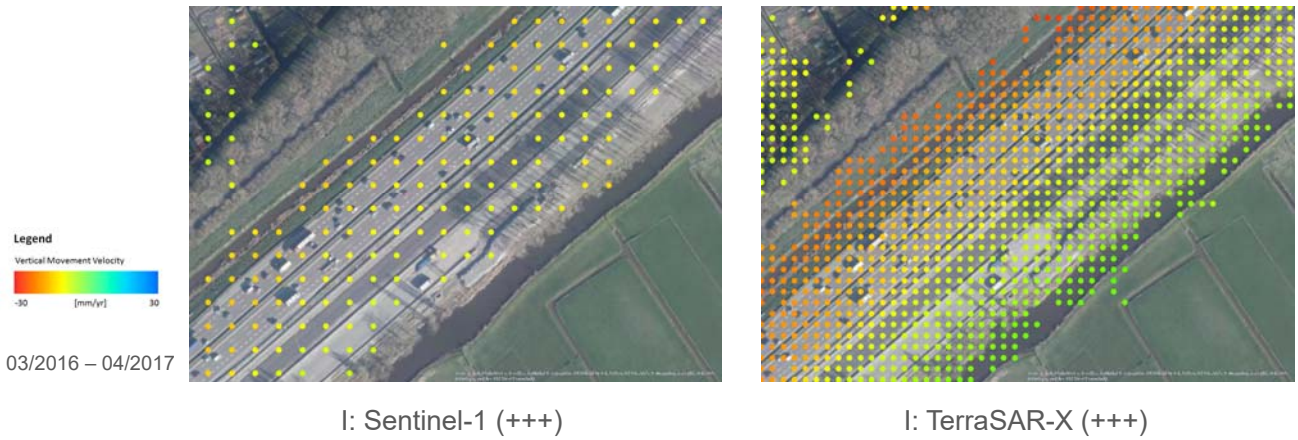 Legend
Vertical Movement Velocity
-30 [mm/yr] 30
03/2016 – 04/2017
I: Sentinel-1 (+++)
I: TerraSAR-X (+++)